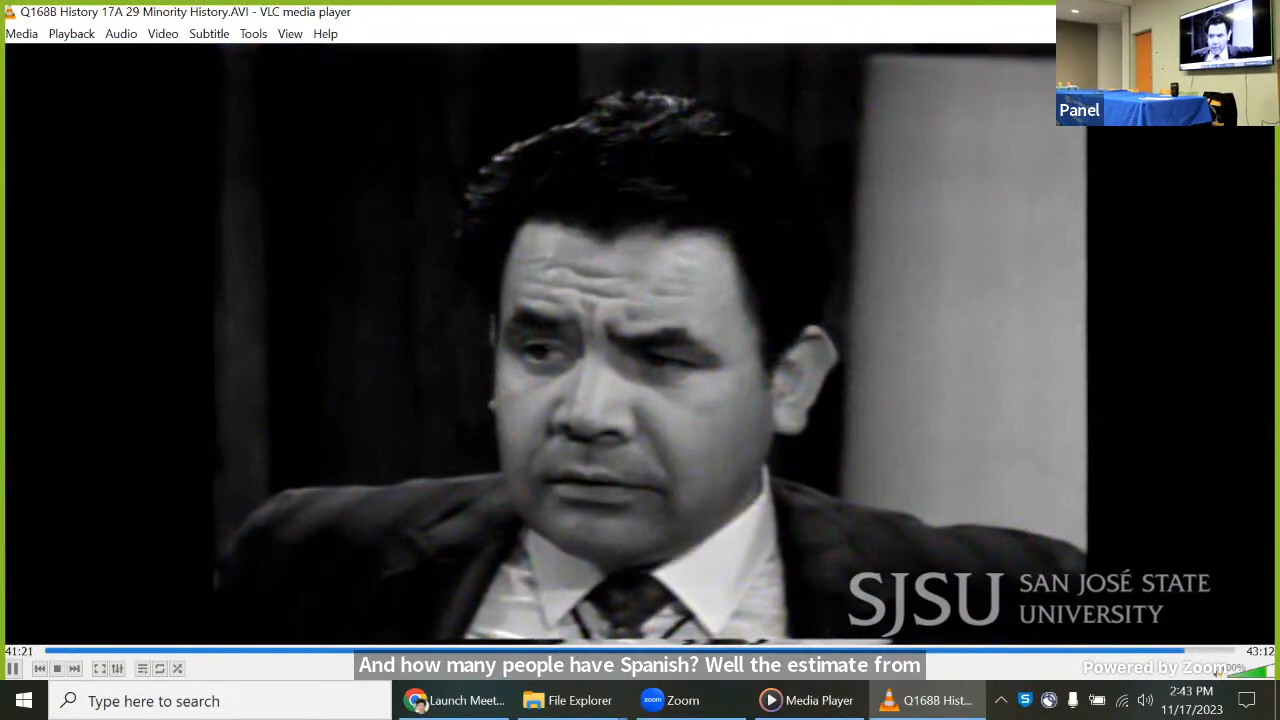 Q168B History 17A 29 Minority History.AVI - VLC media player
Media Playback Audio Video Subtitle Tools View Help
Panel
SJSU SAN JOSÉ STATE
UNIVERSITY
41:21
43:12
And how many people have Spanish? Well the estimate from
Powered by Zoom
Type here to search
Launch Meet...
File Explorer
Zoom
zoom
Media Player
Q168B Hist...
2:43 PM
11/17/2023